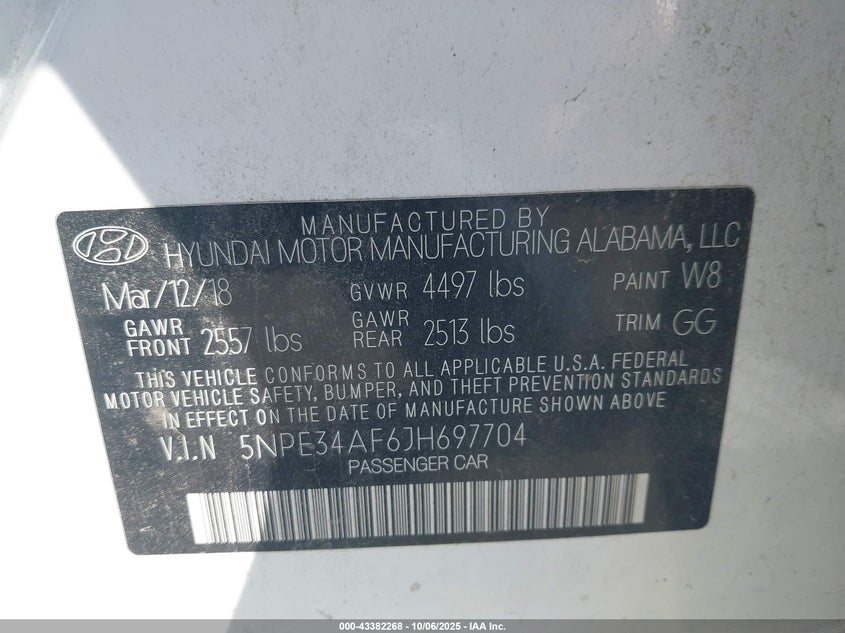 MANUFACTURED BY
HYUNDAI MOTOR MANUFACTURING ALABAMA, LLC
Mar/12/18 GVWR 4497 lbs PAINT W8
GAWR FRONT 2557 lbs GAWR REAR 2513 lbs TRIM GG
THIS VEHICLE CONFORMS TO ALL APPLICABLE U.S.A. FEDERAL
MOTOR VEHICLE SAFETY, BUMPER, AND THEFT PREVENTION STANDARDS
IN EFFECT ON THE DATE OF MANUFACTURE SHOWN ABOVE
V.I.N 5NPE34AF6JH697704
PASSENGER CAR
000-43382268 - 10/06/2025 - IAA Inc.